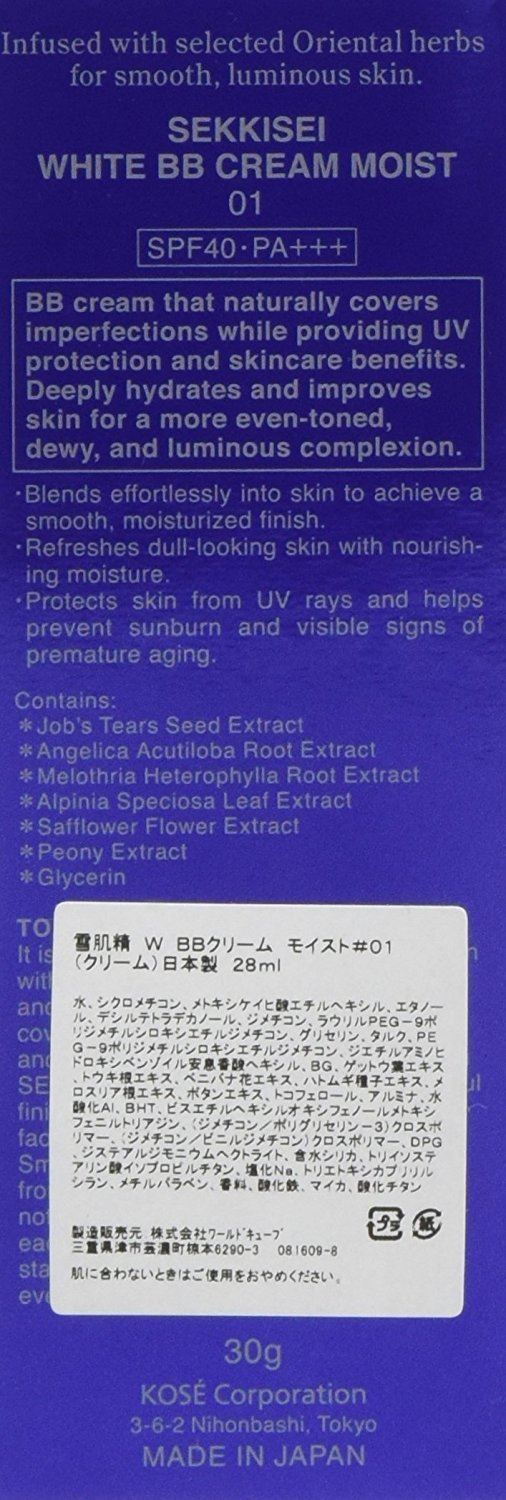 Infused with selected Oriental herbs
for smooth, luminous skin.
SEKKISEI
WHITE BB CREAM MOIST
01
SPF40・PA+++
BB cream that naturally covers
imperfections while providing UV
protection and skincare benefits.
Deeply hydrates and improves
skin for a more even-toned,
dewy, and luminous complexion.
・Blends effortlessly into skin to achieve a
smooth, moisturized finish.
・Refreshes dull-looking skin with nourish-
ing moisture.
・Protects skin from UV rays and helps
prevent sunburn and visible signs of
premature aging.
Contains:
*Job's Tears Seed Extract
*Angelica Acutiloba Root Extract
*Melothria Heterophylla Root Extract
*Alpinia Speciosa Leaf Extract
*Safflower Flower Extract
*Peony Extract
*Glycerin
雪肌精 W BBクリーム モイスト#01
(クリーム)日本製 28ml
水、シクロメチコン、メトキシケイヒ酸エチルヘキシル、エタノー
ル、デシルテトラデカノール、ジメチコン、ラウリルPEG-9ポ
リジメチルシロキシエチルジメチコン、グリセリン、タルク、PE
G-9ポリジメチルシロキシエチルジメチコン、ジエチルアミノヒ
ドロキシベンゾイル安息香酸ヘキシル、BG、ゲットウ葉エキス
、トウキ根エキス、ベニバナ花エキス、ハトムギ種子エキス、メ
ロスリア根エキス、ボタンエキス、トコフェロール、アルミナ、水
酸化Al、BHT、ビスエチルヘキシルオキシフェノールメトキシ
フェニルトリアジン、(ジメチコン/ポリグリセリン-3)クロスポ
リマー、(ジメチコン/ビニルジメチコン)クロスポリマー、DPG
、ジステアルジモニウムヘクトライト、含水シリカ、トリイソステ
アリン酸イソプロピルチタン、塩化Na、トリエトキシカプリリル
シラン、メチルパラベン、香料、酸化鉄、マイカ、酸化チタン
製造販売元 株式会社ワールドキューブ
三重県津市芸濃町椋本6290-3 081609-8
肌に合わないときはご使用をおやめください。
プラ 紙
30g
KOSÉ Corporation
3-6-2 Nihonbashi, Tokyo
MADE IN JAPAN